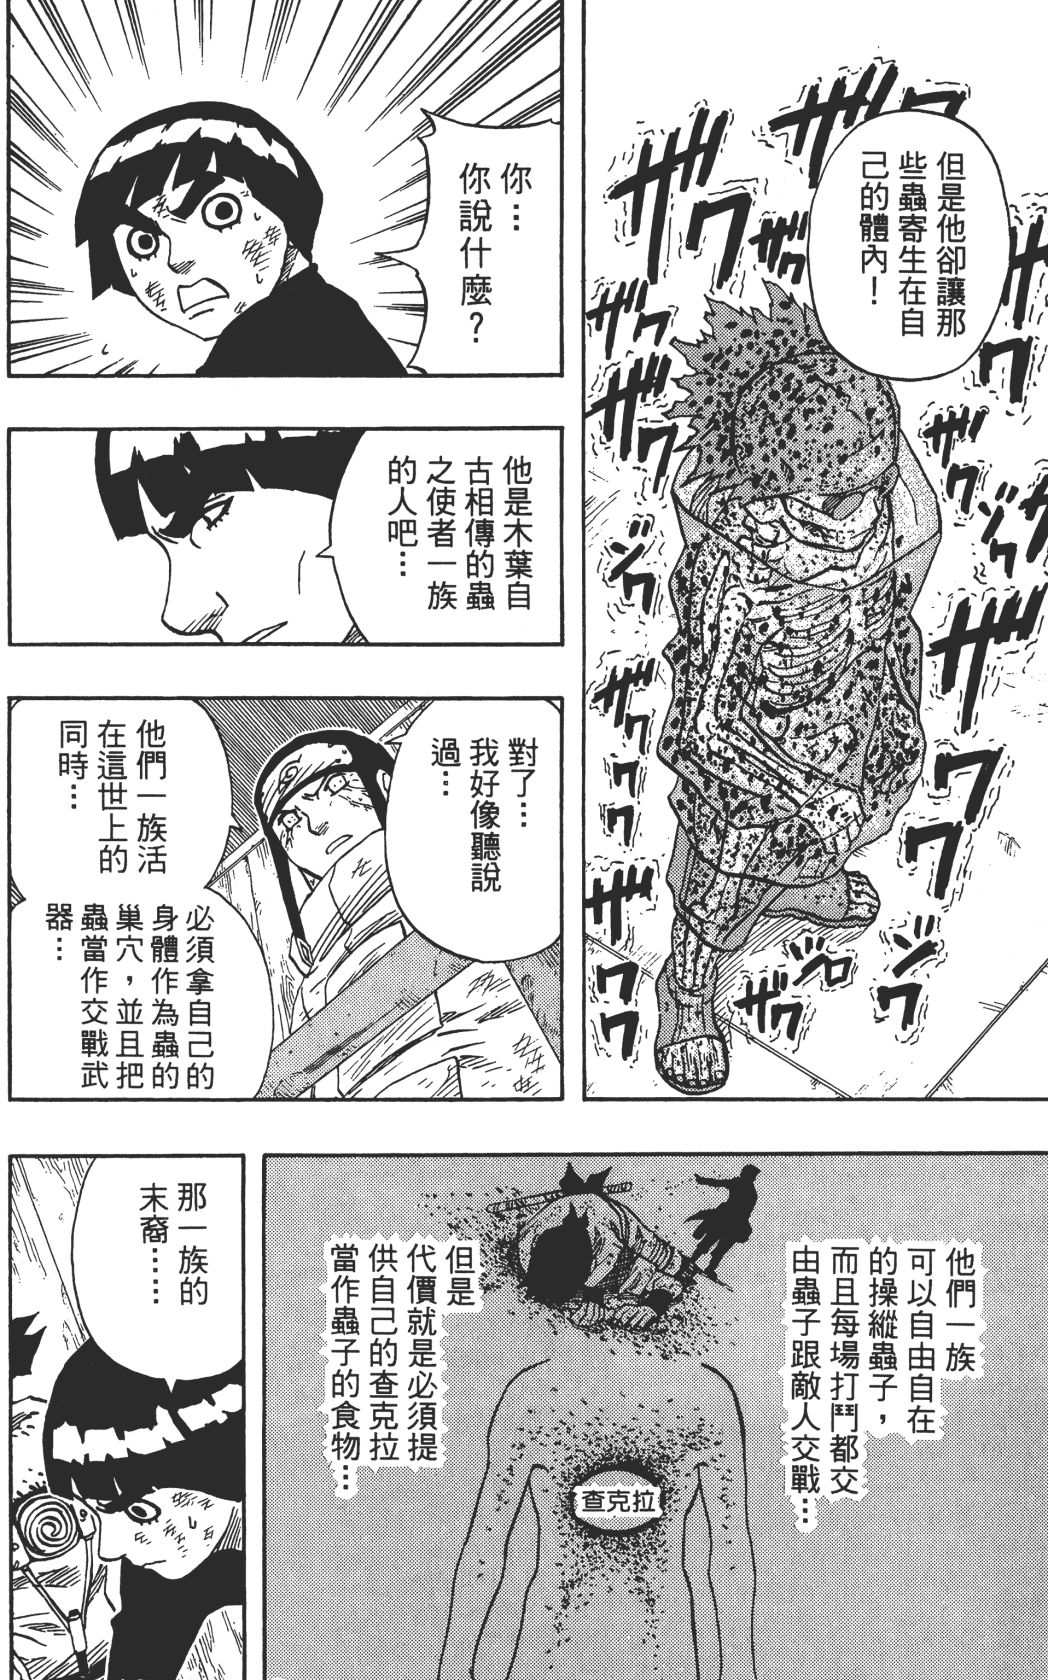 但是他卻讓那
些蟲寄生在自
己的體內！
你…
你說什麼？
他是木葉自
古相傳的蟲
之使者一族
的人吧…
對了…
我好像聽說
過…
他們一族活
在這世上的
同時…
必須拿自己的
身體作為蟲的
巢穴，並且把
蟲當作交戰武
器…
他們一族
可以自由自在
的操縱蟲子，
而且每場打鬥都交
由蟲子跟敵人交戰…
但是
代價就是必須提
供自己的查克拉
當作蟲子的食物…
查克拉
那一族的
末裔……